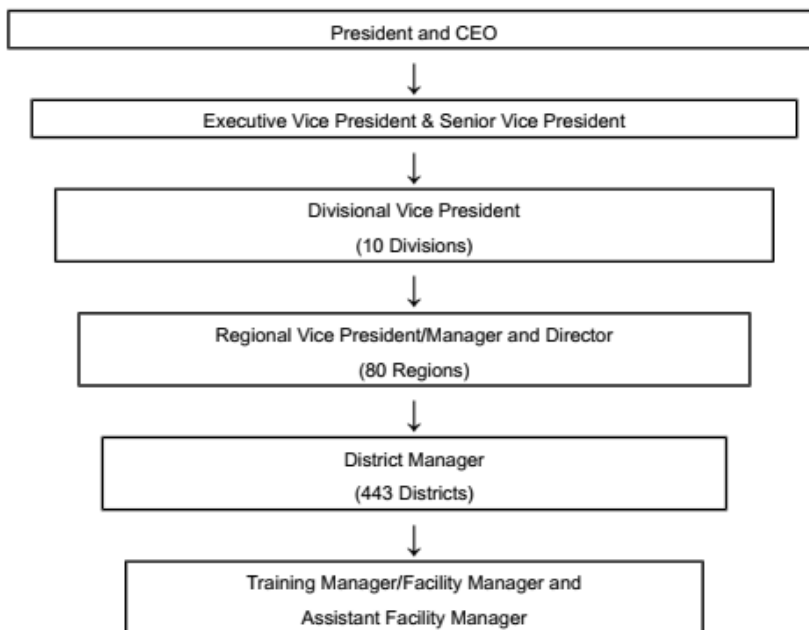 President and CEO
↓
Executive Vice President & Senior Vice President
↓
Divisional Vice President
(10 Divisions)
↓
Regional Vice President/Manager and Director
(80 Regions)
↓
District Manager
(443 Districts)
↓
Training Manager/Facility Manager and
Assistant Facility Manager